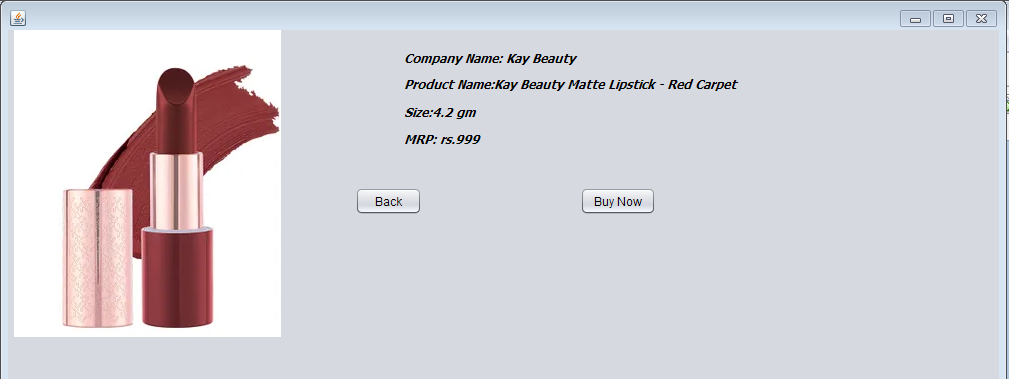 Company Name: Kay Beauty
Product Name:Kay Beauty Matte Lipstick - Red Carpet
Size:4.2 gm
MRP: rs.999
Back
Buy Now